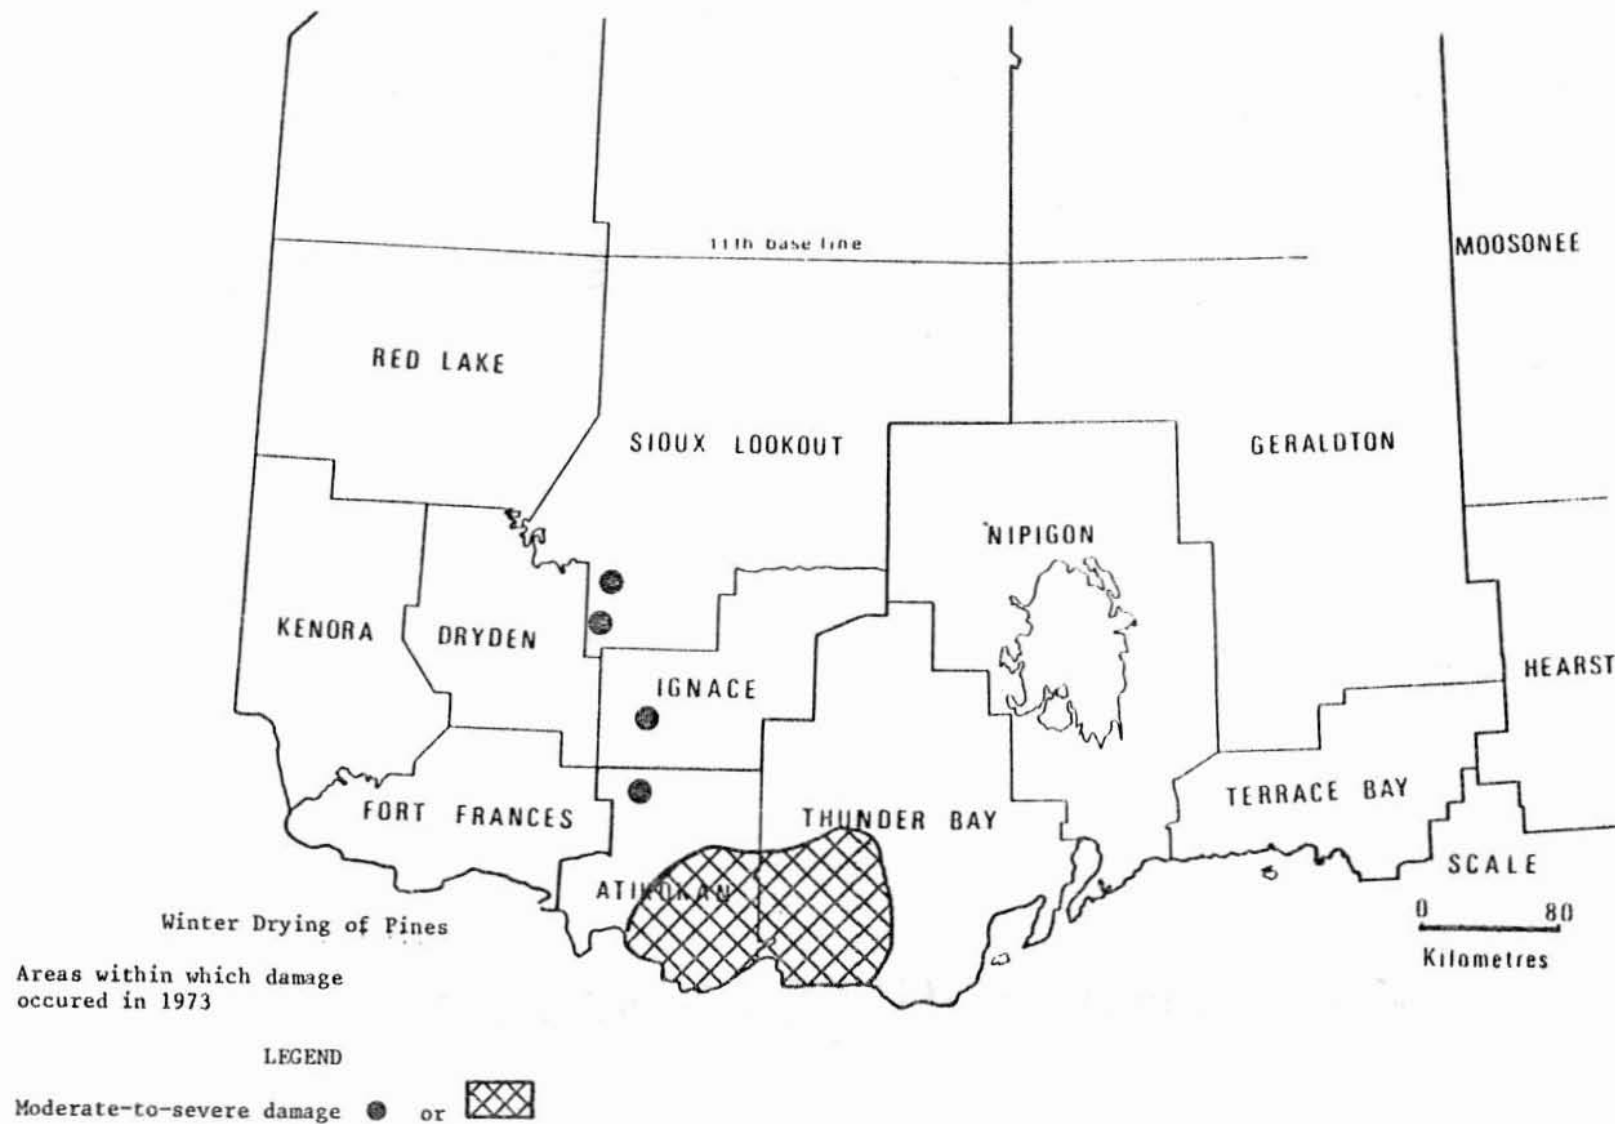 11th base line
MOOSONEE
RED LAKE
SIOUX LOOKOUT
GERALDTON
NIPIGON
KENORA
DRYDEN
IGNACE
HEARST
FORT FRANCES
THUNDER BAY
TERRACE BAY
ATIKOKAN
SCALE
0 80
Kilometres
Winter Drying of Pines
Areas within which damage
occured in 1973
LEGEND
Moderate-to-severe damage or